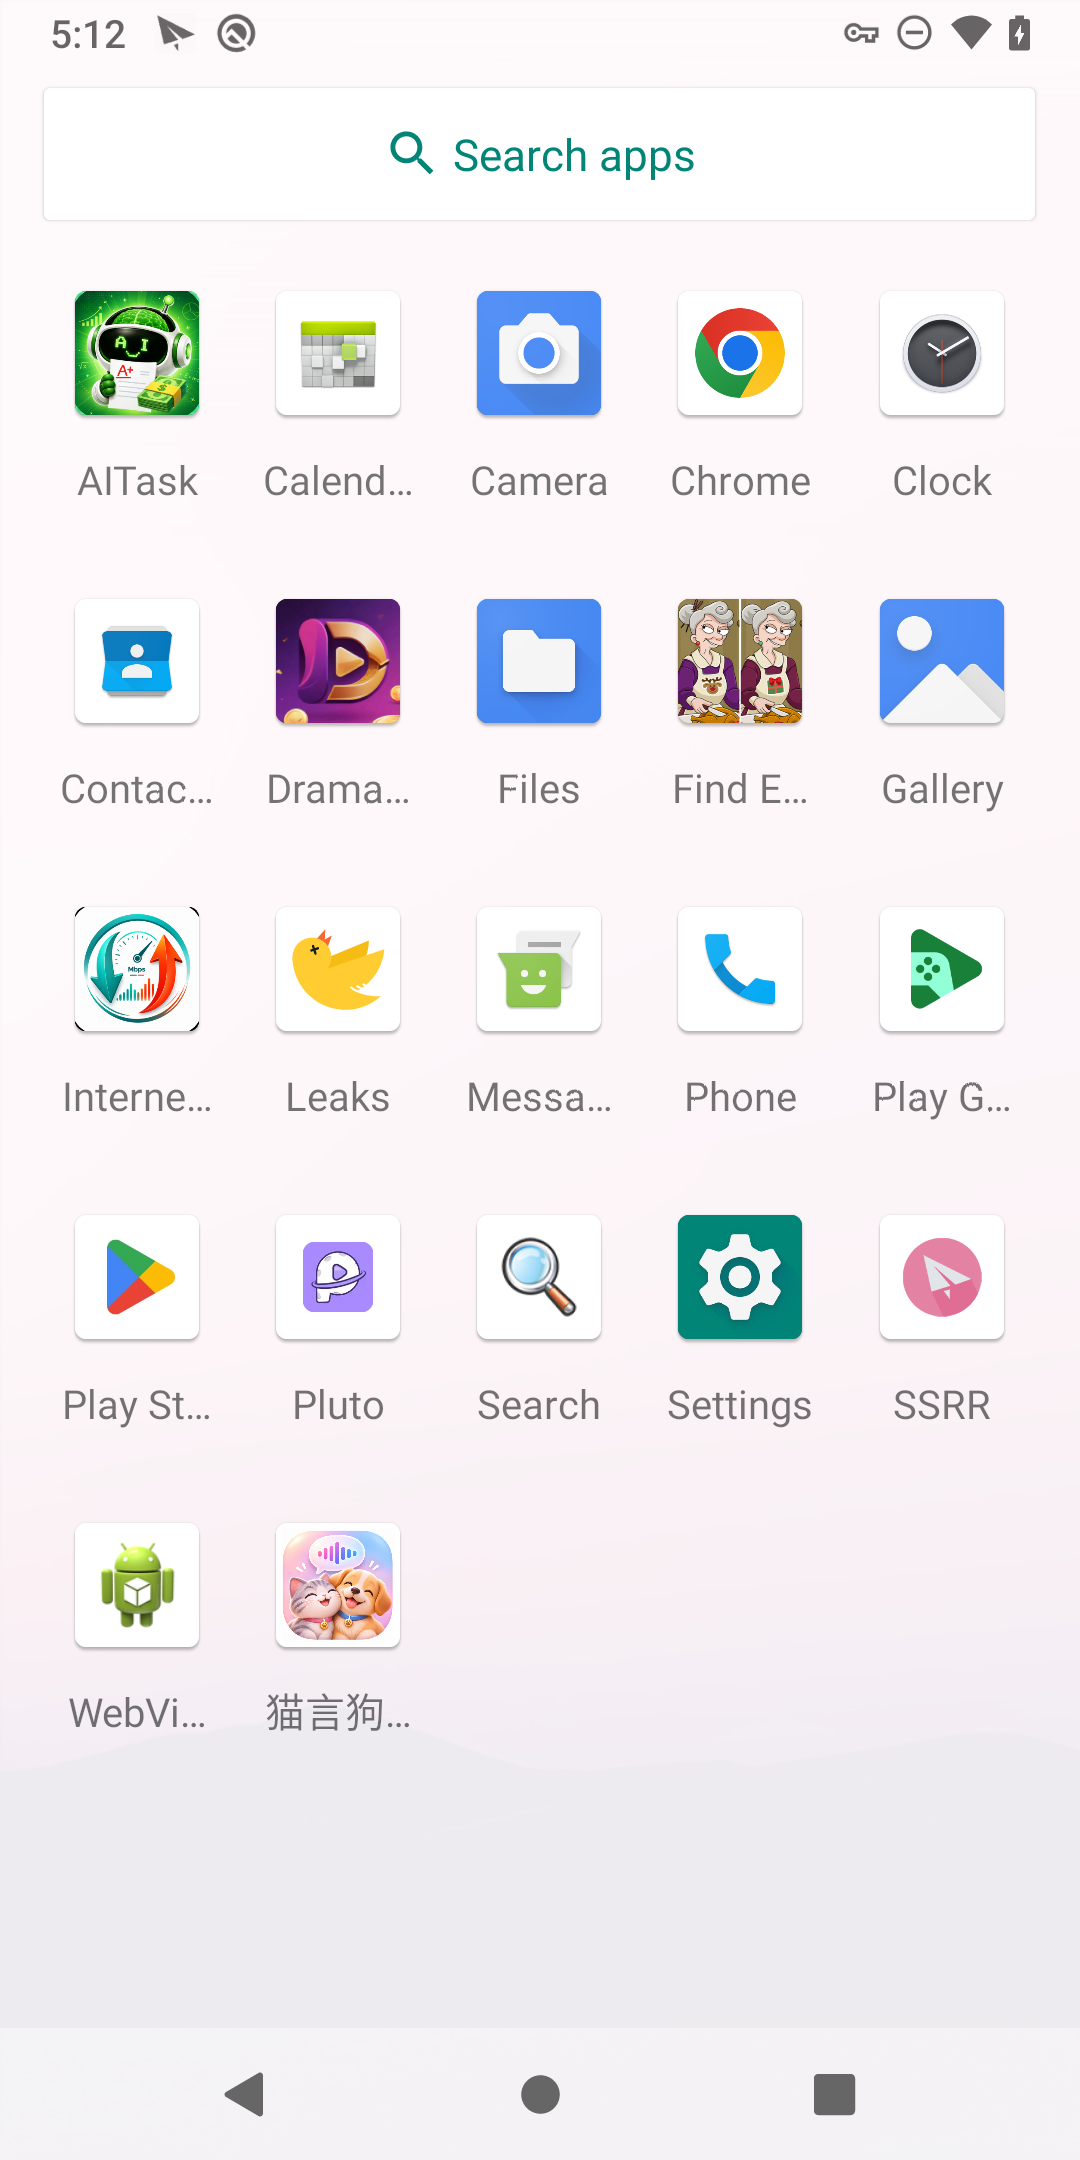 5:12
Search apps
AITask
Calend…
Camera
Chrome
Clock
Contac…
Drama…
Files
Find E…
Gallery
Mbps
Interne…
Leaks
Messa…
Phone
Play G…
Play St…
Pluto
Search
Settings
SSRR
WebVi…
猫言狗…